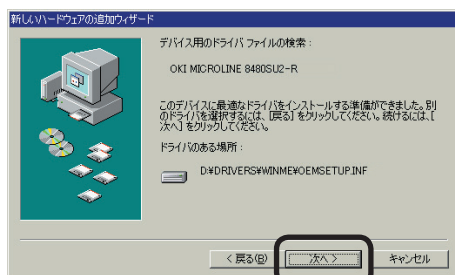 新しいハードウェアの追加ウィザード
デバイス用のドライバ ファイルの検索 :
OKI MICROLINE 8480SU2-R
このデバイスに最適なドライバをインストールする準備ができました。別
のドライバを選択するには、[戻る] をクリックしてください。続けるには、[
次へ] をクリックしてください。
ドライバのある場所 :
D:¥DRIVERS¥WINME¥OEMSETUP.INF
< 戻る(B)
次へ >
キャンセル